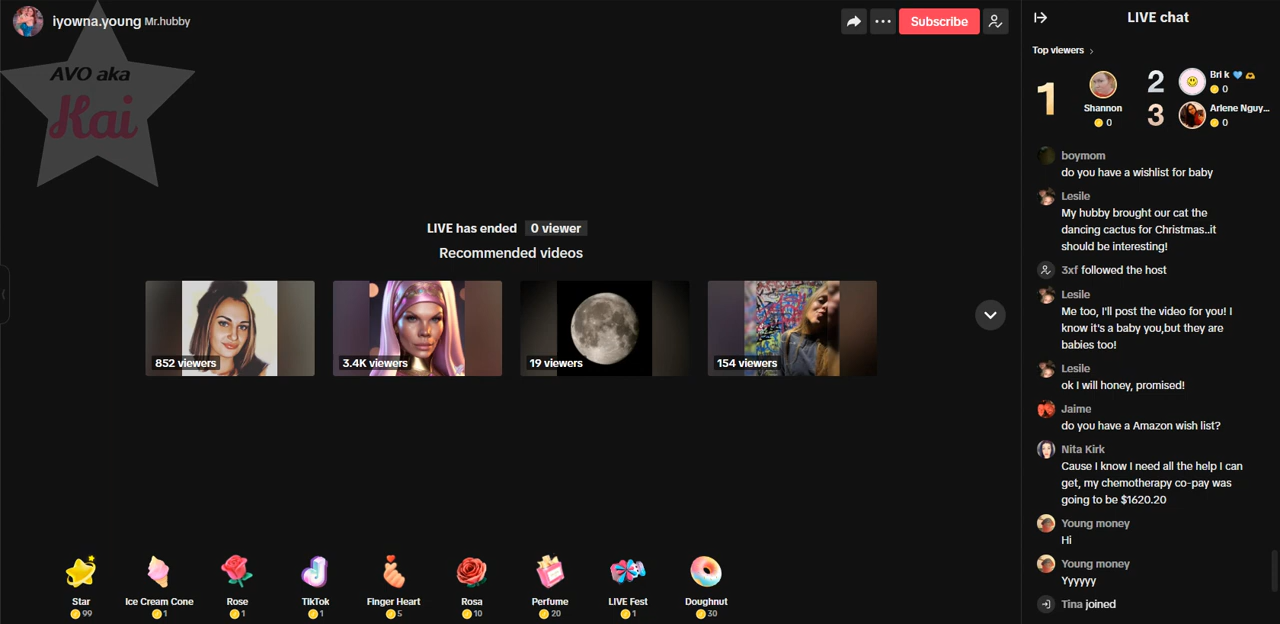 iyowna.young Mr.hubby
Subscribe
AVO aka
Kai
LIVE has ended 0 viewer
Recommended videos
852 viewers
3.4K viewers
19 viewers
154 viewers
Star
99
Ice Cream Cone
1
Rose
1
TikTok
1
Finger Heart
5
Rosa
10
Perfume
20
LIVE Fest
1
Doughnut
30
LIVE chat
Top viewers
1
Shannon
0
2
Bri k
0
3
Arlene Nguy...
0
boymom
do you have a wishlist for baby
Lesile
My hubby brought our cat the
dancing cactus for Christmas..it
should be interesting!
3xf followed the host
Lesile
Me too, I'll post the video for you! I
know it's a baby you,but they are
babies too!
Lesile
ok I will honey, promised!
Jaime
do you have a Amazon wish list?
Nita Kirk
Cause I know I need all the help I can
get, my chemotherapy co-pay was
going to be $1620.20
Young money
Hi
Young money
Yyyyyy
Tina joined